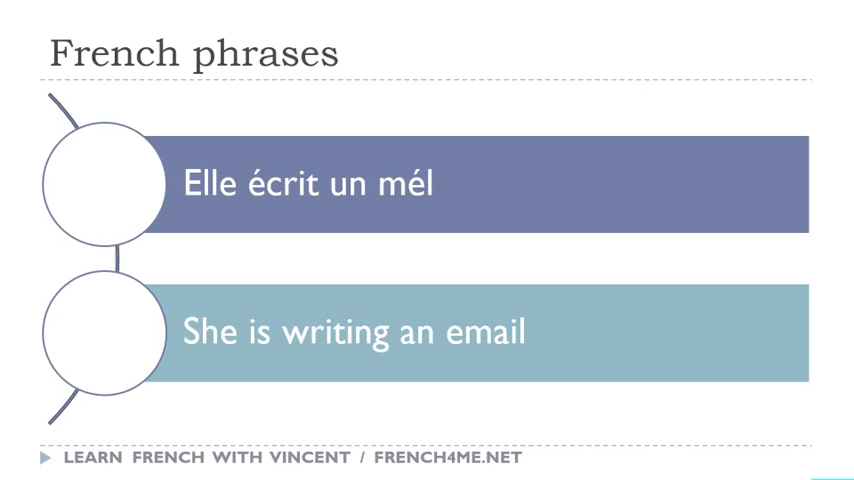 French phrases
Elle écrit un mél
She is writing an email
LEARN FRENCH WITH VINCENT / FRENCH4ME.NET